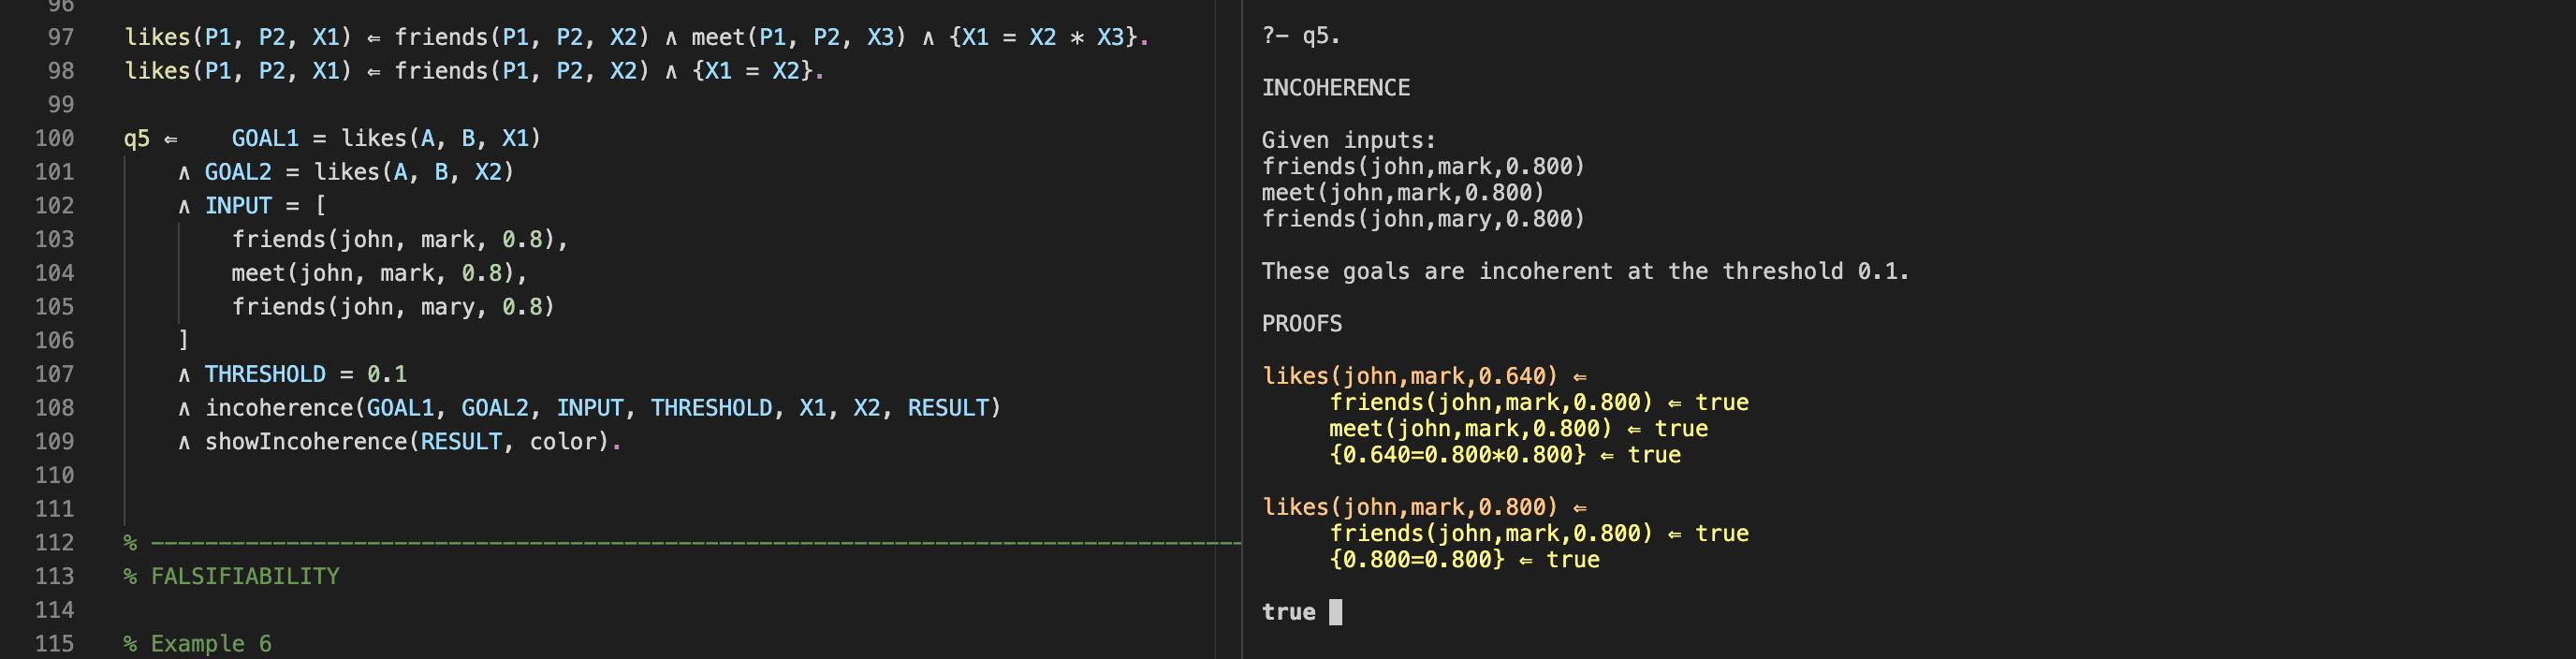 96
97 likes(P1, P2, X1) ⇐ friends(P1, P2, X2) ∧ meet(P1, P2, X3) ∧ {X1 = X2 * X3}.
98 likes(P1, P2, X1) ⇐ friends(P1, P2, X2) ∧ {X1 = X2}.
99
100 q5 ⇐    GOAL1 = likes(A, B, X1)
101     ∧ GOAL2 = likes(A, B, X2)
102     ∧ INPUT = [
103         friends(john, mark, 0.8),
104         meet(john, mark, 0.8),
105         friends(john, mary, 0.8)
106     ]
107     ∧ THRESHOLD = 0.1
108     ∧ incoherence(GOAL1, GOAL2, INPUT, THRESHOLD, X1, X2, RESULT)
109     ∧ showIncoherence(RESULT, color).
110
111
112 % --------------------------------------------------------------------------------
113 % FALSIFIABILITY
114
115 % Example 6
?- q5.
INCOHERENCE
Given inputs:
friends(john,mark,0.800)
meet(john,mark,0.800)
friends(john,mary,0.800)
These goals are incoherent at the threshold 0.1.
PROOFS
likes(john,mark,0.640) ⇐
     friends(john,mark,0.800) ⇐ true
     meet(john,mark,0.800) ⇐ true
     {0.640=0.800*0.800} ⇐ true
likes(john,mark,0.800) ⇐
     friends(john,mark,0.800) ⇐ true
     {0.800=0.800} ⇐ true
true